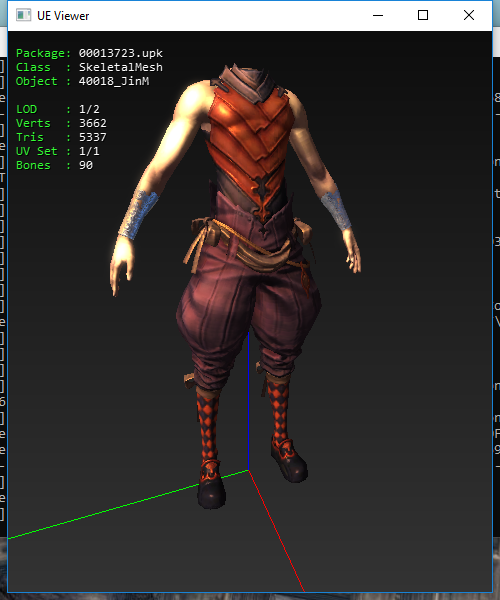 UE Viewer
Package: 00013723.upk
Class  : SkeletalMesh
Object : 40018_JinM
LOD    : 1/2
Verts  : 3662
Tris   : 5337
UV Set : 1/1
Bones  : 90